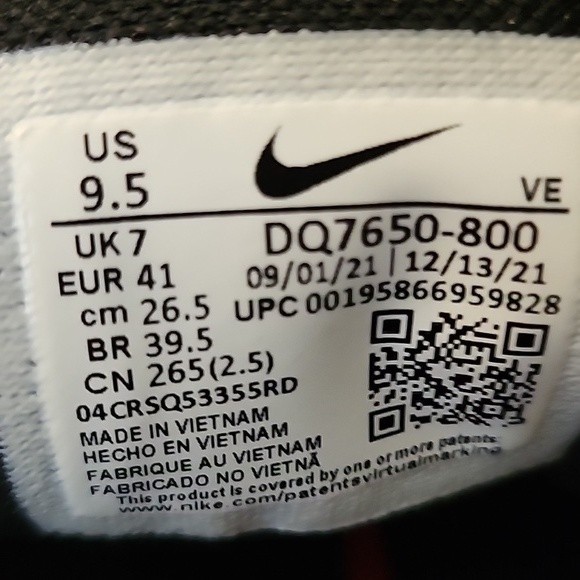 US
9.5
VE
UK 7
DQ7650-800
EUR 41
09/01/21 | 12/13/21
cm 26.5
UPC 00195866959828
BR 39.5
CN 265(2.5)
04CRSQ53355RD
MADE IN VIETNAM
HECHO EN VIETNAM
FABRIQUE AU VIETNAM
FABRICADO NO VIETNÃ
This product is covered by one or more patents:
www.nike.com/patentsvirtualmarking